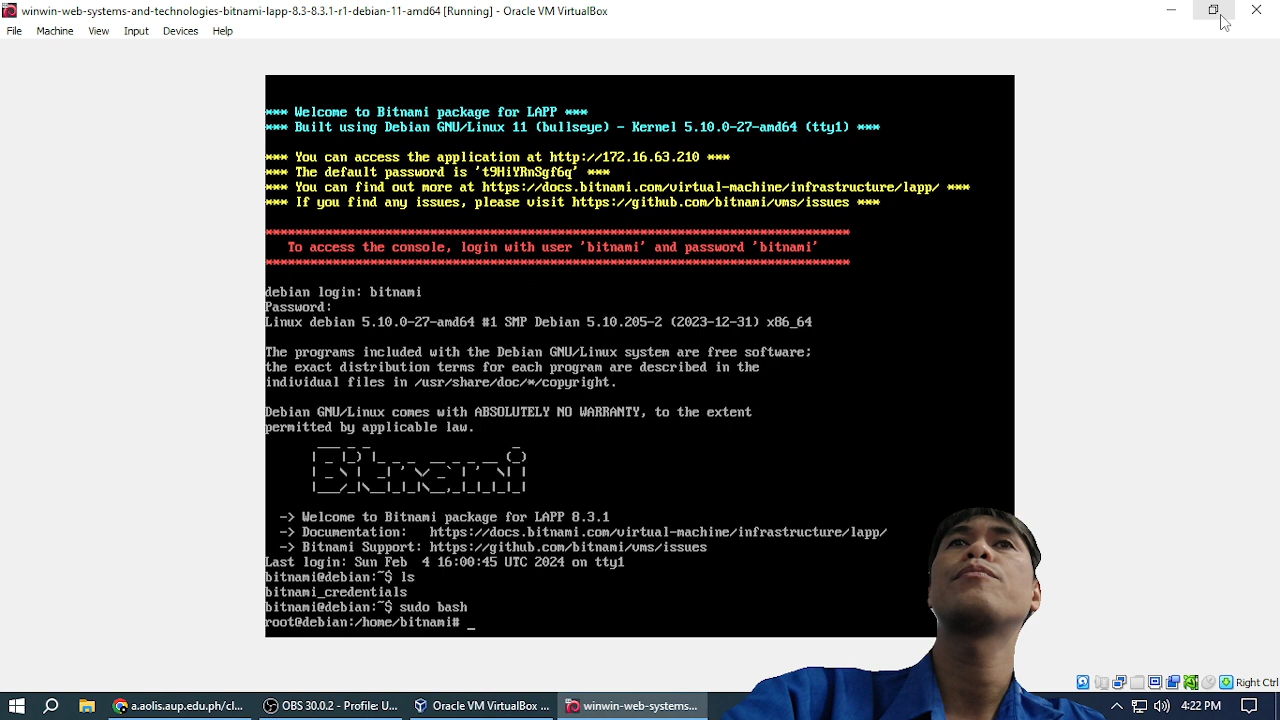 winwin-web-systems-and-technologies-bitnami-lapp-8.3-8.3.1-r1-debian-11-amd64 [Running] - Oracle VM VirtualBox
File Machine View Input Devices Help
*** Welcome to Bitnami package for LAPP ***
*** Built using Debian GNU/Linux 11 (bullseye) - Kernel 5.10.0-27-amd64 (tty1) ***
*** You can access the application at http://172.16.63.210 ***
*** The default password is 't9HiYRnSgf6q' ***
*** You can find out more at https://docs.bitnami.com/virtual-machine/infrastructure/lapp/ ***
*** If you find any issues, please visit https://github.com/bitnami/vms/issues ***
******************************************************************************
To access the console, login with user 'bitnami' and password 'bitnami'
******************************************************************************
debian login: bitnami
Password:
Linux debian 5.10.0-27-amd64 #1 SMP Debian 5.10.205-2 (2023-12-31) x86_64
The programs included with the Debian GNU/Linux system are free software;
the exact distribution terms for each program are described in the
individual files in /usr/share/doc/*/copyright.
Debian GNU/Linux comes with ABSOLUTELY NO WARRANTY, to the extent
permitted by applicable law.
Bitnami
-> Welcome to Bitnami package for LAPP 8.3.1
-> Documentation: https://docs.bitnami.com/virtual-machine/infrastructure/lapp/
-> Bitnami Support: https://github.com/bitnami/vms/issues
Last login: Sun Feb 4 16:00:45 UTC 2024 on tty1
bitnami@debian:~$ ls
bitnami_credentials
bitnami@debian:~$ sudo bash
root@debian:/home/bitnami# _
Right Ctrl
a.aolis.aup.edu.ph/cl... OBS 30.0.2 - Profile U... Oracle VM VirtualBox ... winwin-web-systems... 4:22 PM